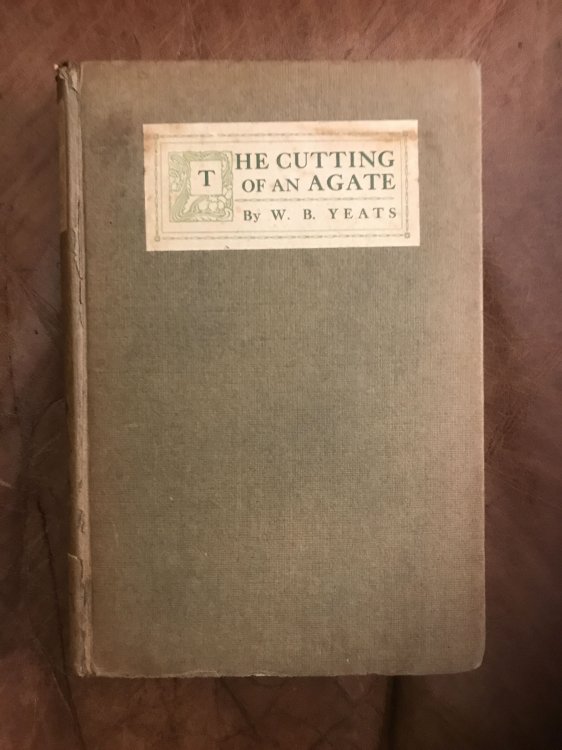 THE CUTTING
OF AN AGATE
By W. B. YEATS